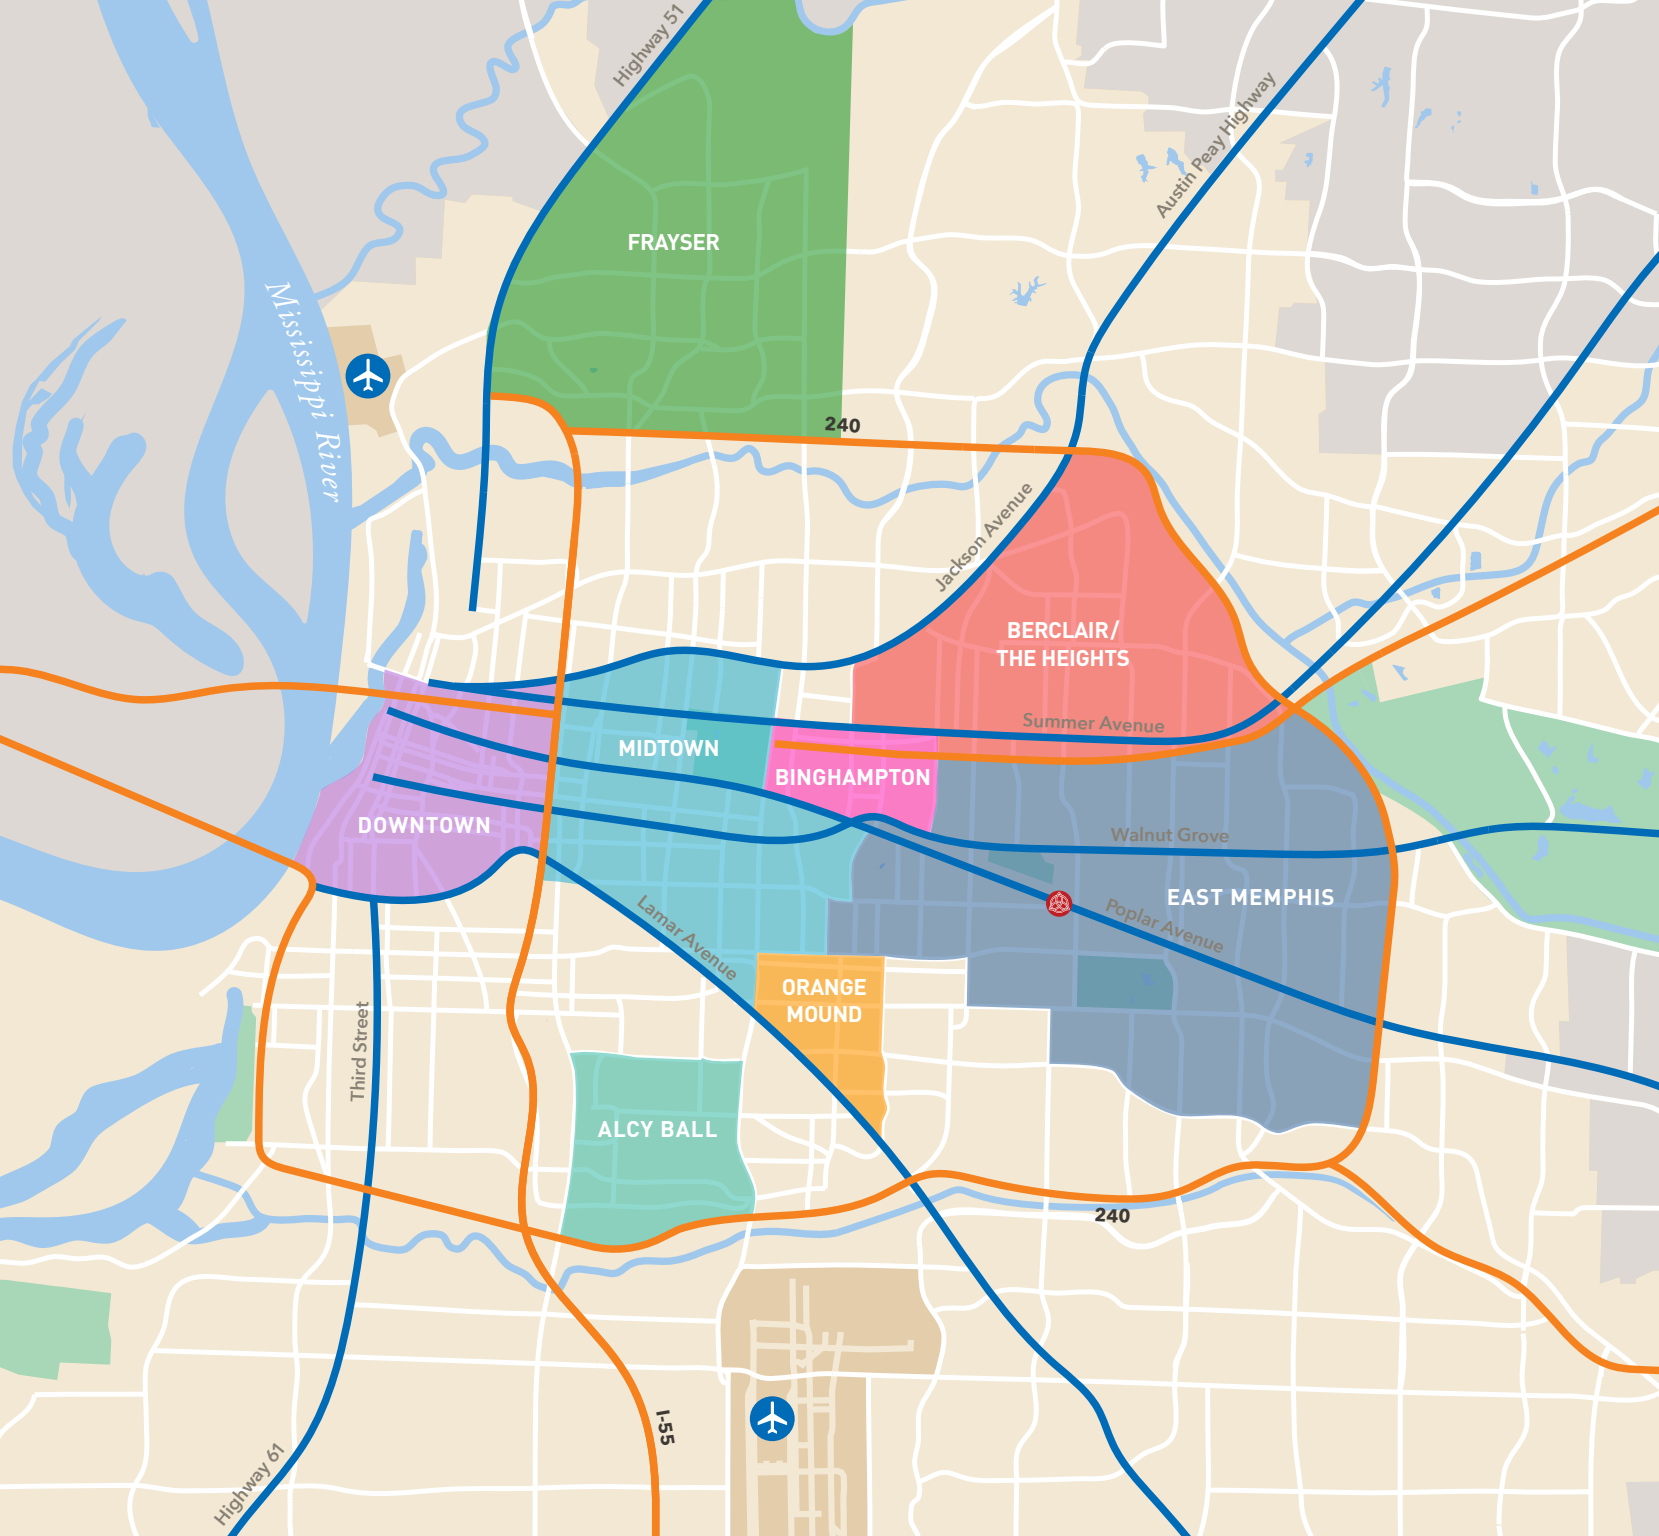 Highway 51
Austin Peay Highway
FRAYSER
Mississippi River
240
Jackson Avenue
BERCLAIR/
THE HEIGHTS
Summer Avenue
MIDTOWN
BINGHAMPTON
DOWNTOWN
Walnut Grove
EAST MEMPHIS
Poplar Avenue
Lamar Avenue
ORANGE
MOUND
Third Street
ALCY BALL
240
I-55
Highway 61